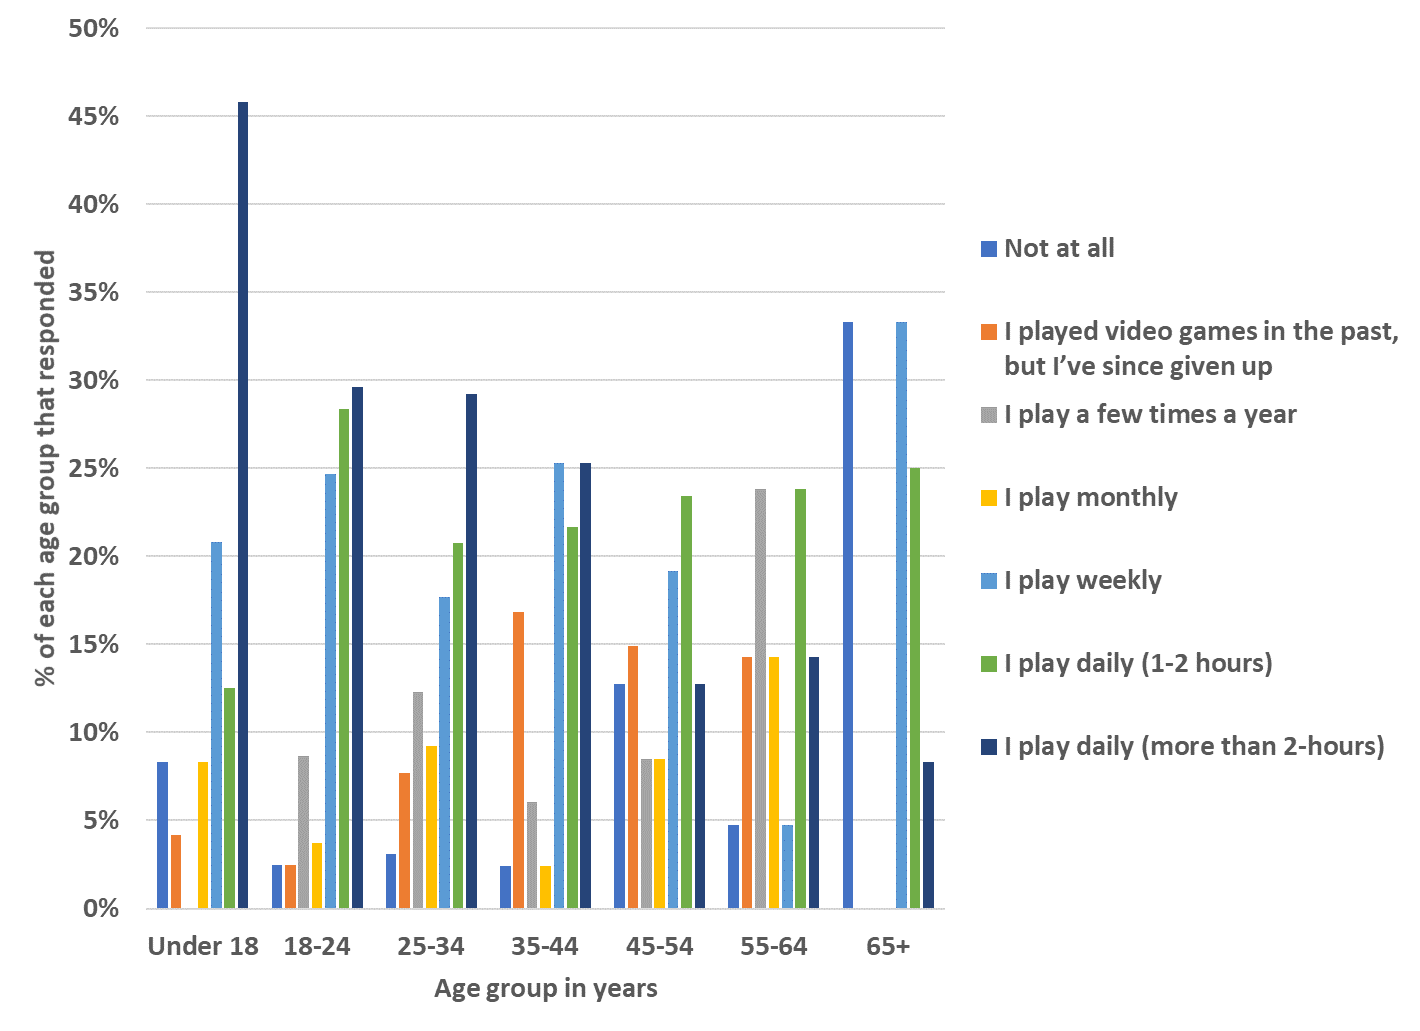 50%
45%
40%
35%
30%
25%
20%
15%
10%
5%
0%
% of each age group that responded
Under 18
18-24
25-34
35-44
45-54
55-64
65+
Age group in years
Not at all
I played video games in the past,
but I’ve since given up
I play a few times a year
I play monthly
I play weekly
I play daily (1-2 hours)
I play daily (more than 2-hours)